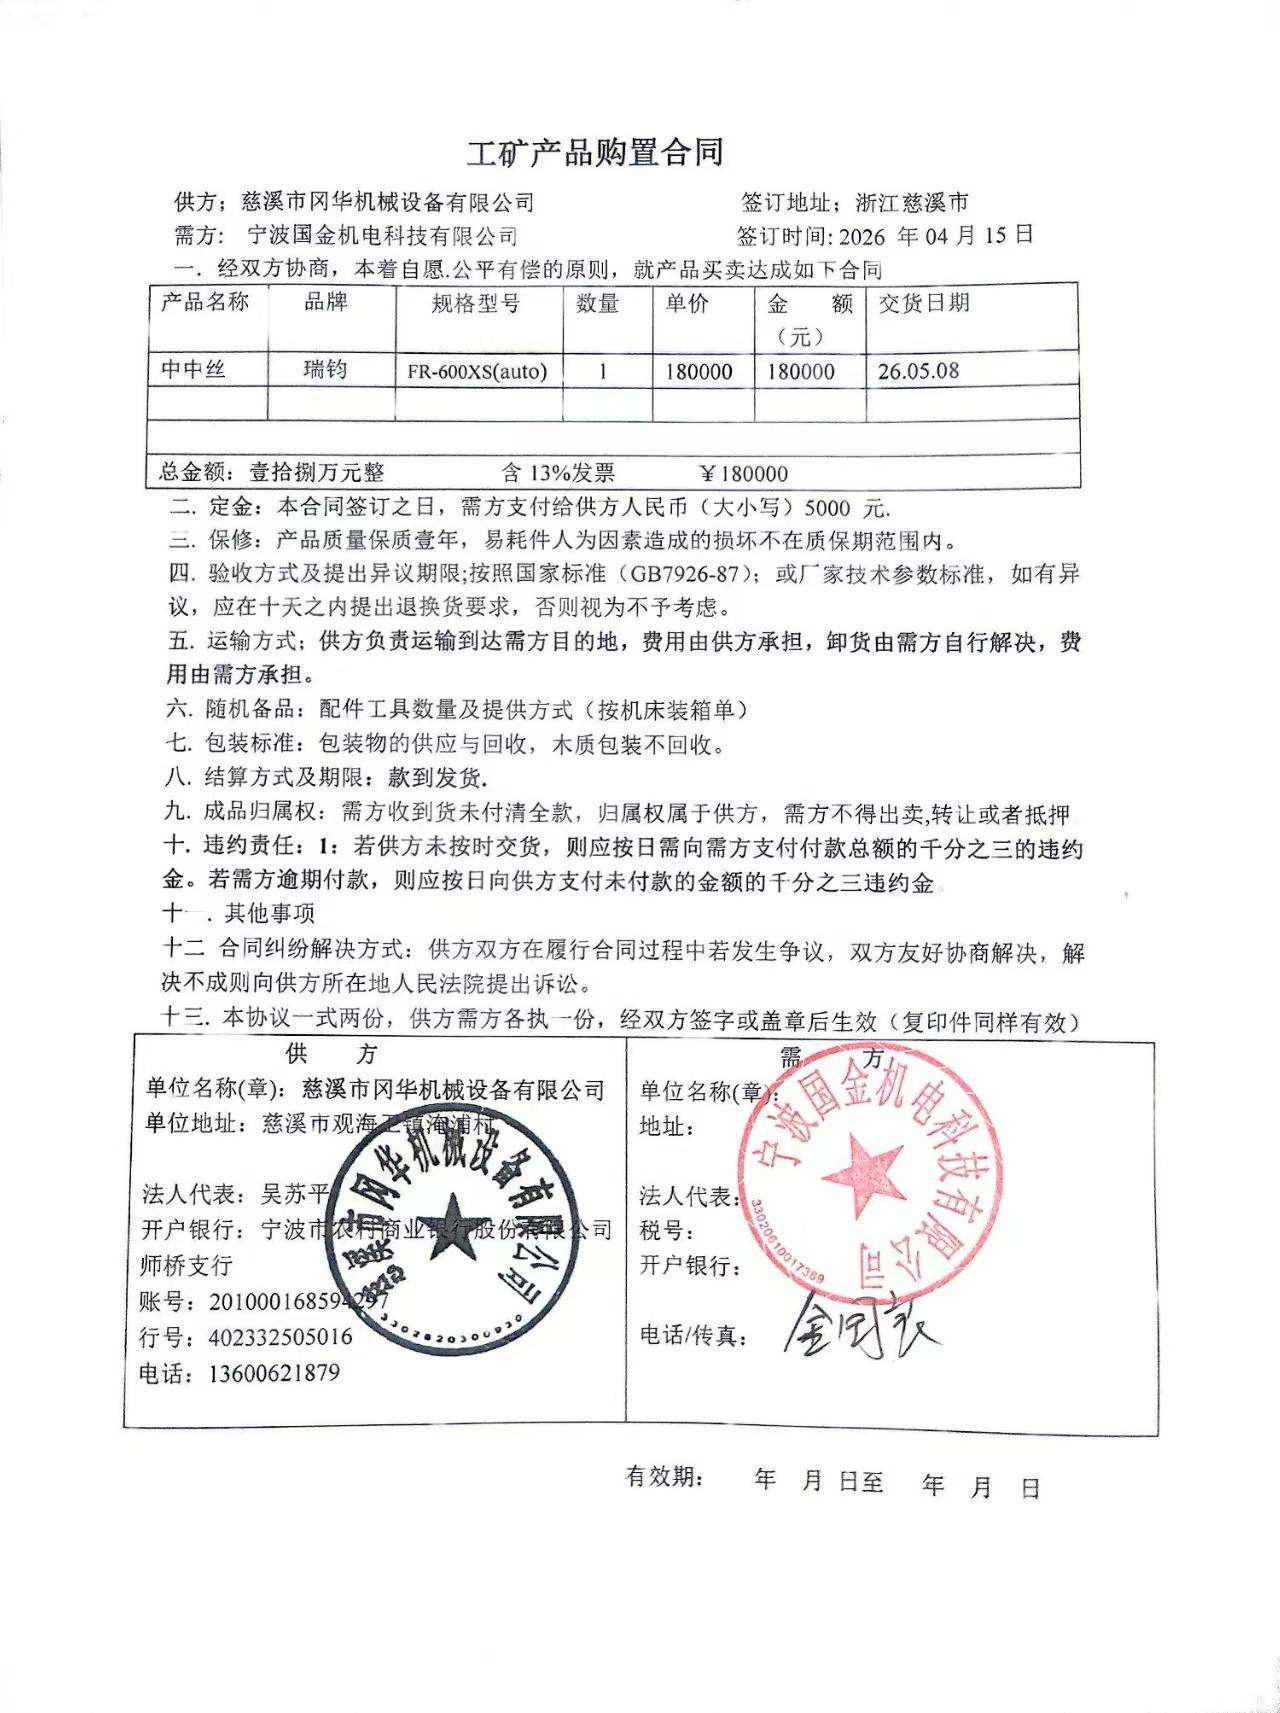 工矿产品购置合同
供方；慈溪市冈华机械设备有限公司 签订地址；浙江慈溪市
需方： 宁波国金机电科技有限公司 签订时间: 2026 年 04 月 15 日
一．经双方协商，本着自愿.公平有偿的原则，就产品买卖达成如下合同
产品名称 品牌 规格型号 数量 单价 金 额（元） 交货日期
中中丝 瑞钧 FR-600XS(auto) 1 180000 180000 26.05.08
总金额：壹拾捌万元整 含 13%发票 ￥180000
二. 定金：本合同签订之日，需方支付给供方人民币（大小写）5000 元.
三. 保修：产品质量保质壹年，易耗件人为因素造成的损坏不在质保期范围内。
四. 验收方式及提出异议期限;按照国家标准（GB7926-87）；或厂家技术参数标准，如有异
议，应在十天之内提出退换货要求，否则视为不予考虑。
五. 运输方式；供方负责运输到达需方目的地，费用由供方承担，卸货由需方自行解决，费
用由需方承担。
六. 随机备品：配件工具数量及提供方式（按机床装箱单）
七. 包装标准：包装物的供应与回收，木质包装不回收。
八. 结算方式及期限：款到发货.
九. 成品归属权：需方收到货未付清全款，归属权属于供方，需方不得出卖,转让或者抵押
十. 违约责任：1：若供方未按时交货，则应按日需向需方支付付款总额的千分之三的违约
金。若需方逾期付款，则应按日向供方支付未付款的金额的千分之三违约金
十一. 其他事项
十二 合同纠纷解决方式：供方双方在履行合同过程中若发生争议，双方友好协商解决，解
决不成则向供方所在地人民法院提出诉讼。
十三. 本协议一式两份，供方需方各执一份，经双方签字或盖章后生效（复印件同样有效）
供 方
单位名称(章)：慈溪市冈华机械设备有限公司
单位地址：慈溪市观海卫镇淹浦村
法人代表：吴苏平
开户银行：宁波市农村商业银行股份有限公司
师桥支行
账号：201000168594297
行号：402332505016
电话：13600621879
市冈华机械设备有限公司
3302820300930
需 方
单位名称(章)：
地址：
法人代表：
税号：
开户银行：
电话/传真：
宁波国金机电科技有限公司
33020610017369
有效期： 年 月 日至 年 月 日